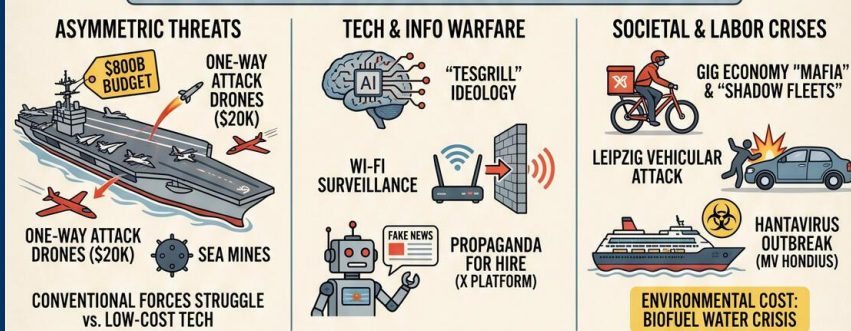 ASYMMETRIC THREATS
$800B
BUDGET
ONE-WAY
ATTACK
DRONES
($20K)
ONE-WAY ATTACK
DRONES ($20K)
SEA MINES
CONVENTIONAL FORCES STRUGGLE
vs. LOW-COST TECH
TECH & INFO WARFARE
AI
"TESGRILL"
IDEOLOGY
WI-FI
SURVEILLANCE
FAKE NEWS
PROPAGANDA
FOR HIRE
(X PLATFORM)
SOCIETAL & LABOR CRISES
GIG ECONOMY "MAFIA"
& "SHADOW FLEETS"
LEIPZIG VEHICULAR
ATTACK
HANTAVIRUS
OUTBREAK
(MV HONDIUS)
ENVIRONMENTAL COST:
BIOFUEL WATER CRISIS